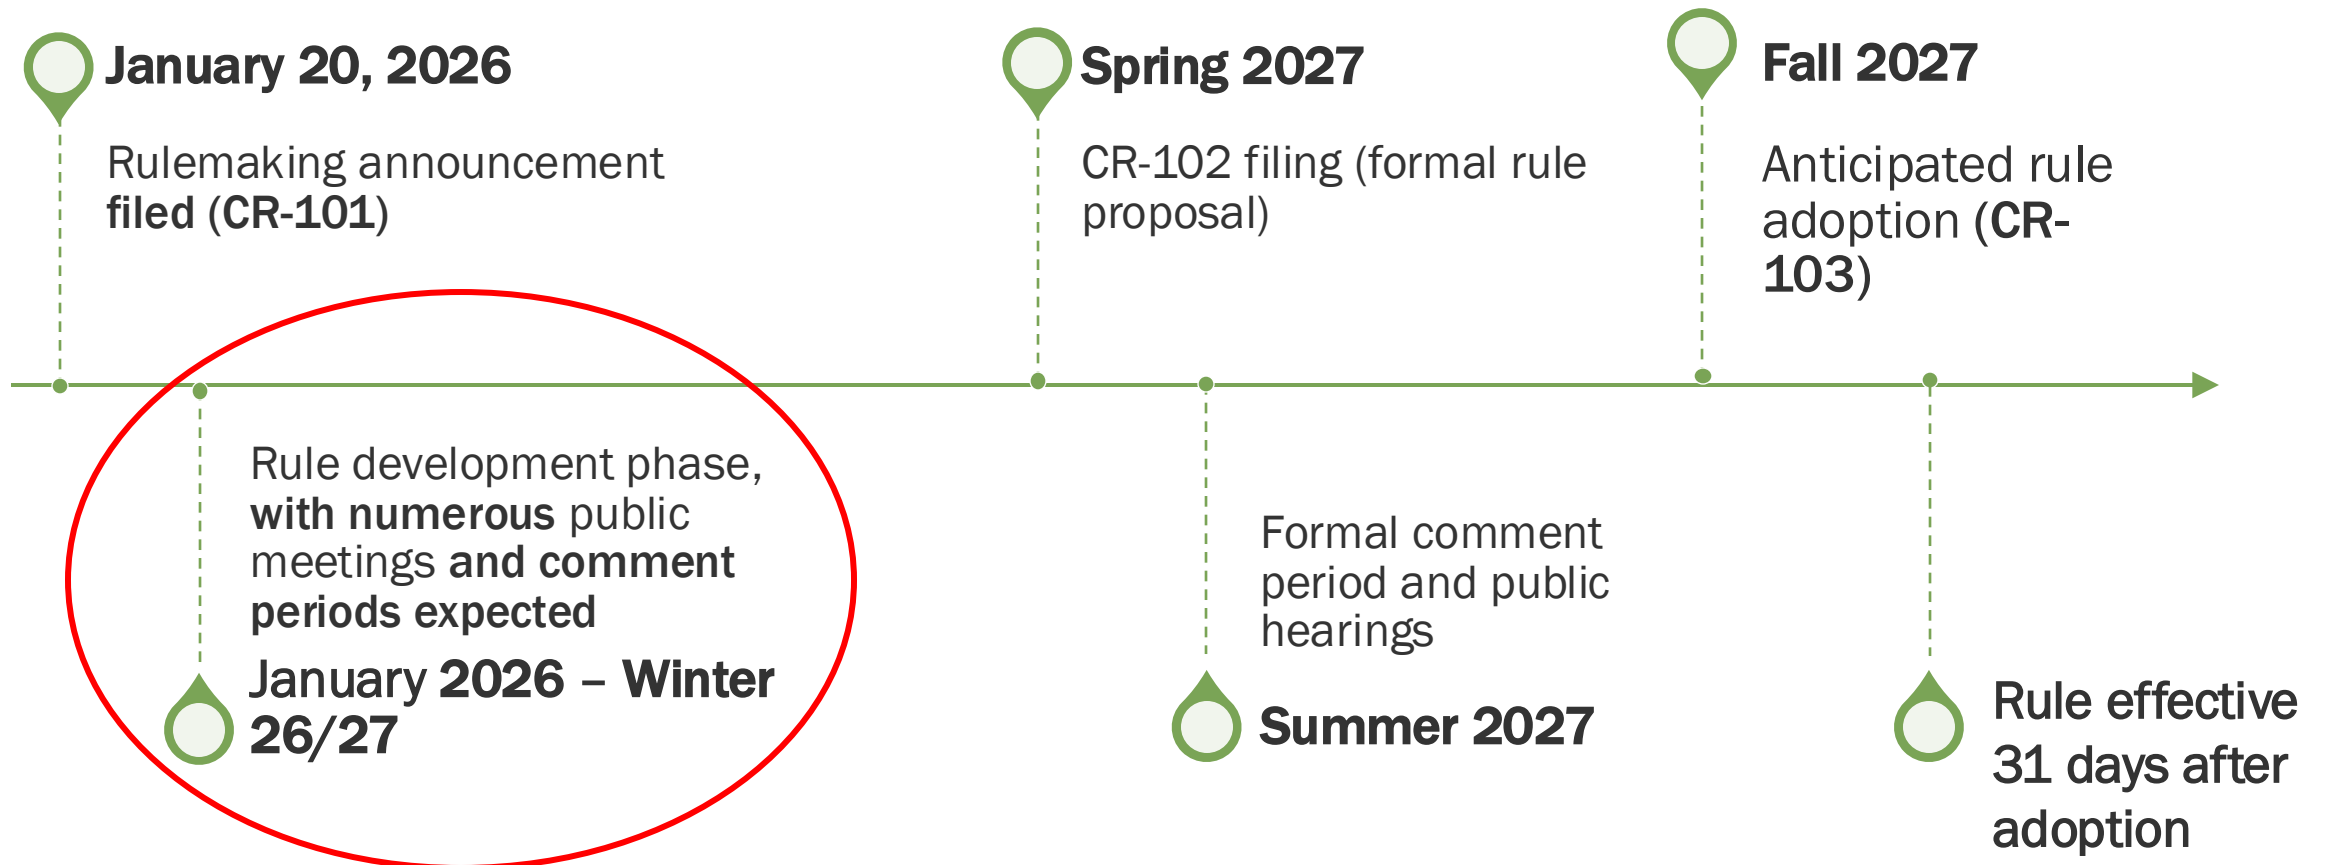 January 20, 2026
Rulemaking announcement
filed (CR-101)
Rule development phase,
with numerous public
meetings and comment
periods expected
January 2026 – Winter
26/27
Spring 2027
CR-102 filing (formal rule
proposal)
Formal comment
period and public
hearings
Summer 2027
Fall 2027
Anticipated rule
adoption (CR-
103)
Rule effective
31 days after
adoption